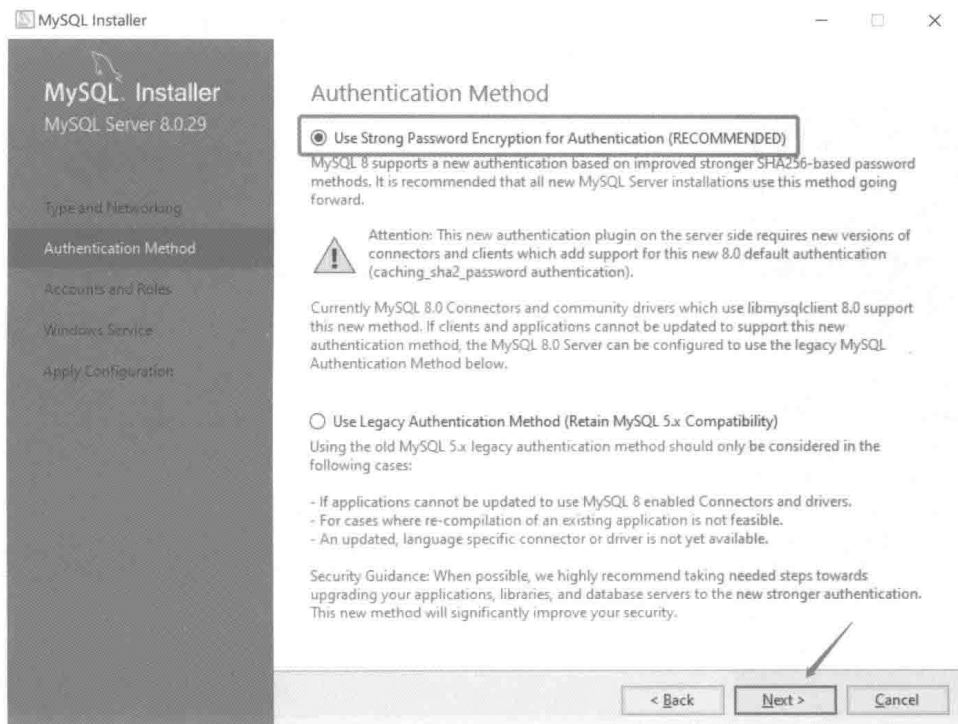 MySQL Installer
MySQL. Installer
MySQL Server 8.0.29
Type and Networking
Authentication Method
Accounts and Roles
Windows Service
Apply Configuration
Authentication Method
Use Strong Password Encryption for Authentication (RECOMMENDED)
MySQL 8 supports a new authentication based on improved stronger SHA256-based password
methods. It is recommended that all new MySQL Server installations use this method going
forward.
Attention: This new authentication plugin on the server side requires new versions of
connectors and clients which add support for this new 8.0 default authentication
(caching_sha2_password authentication).
Currently MySQL 8.0 Connectors and community drivers which use libmysqlclient 8.0 support
this new method. If clients and applications cannot be updated to support this new
authentication method, the MySQL 8.0 Server can be configured to use the legacy MySQL
Authentication Method below.
Use Legacy Authentication Method (Retain MySQL 5.x Compatibility)
Using the old MySQL 5.x legacy authentication method should only be considered in the
following cases:
- If applications cannot be updated to use MySQL 8 enabled Connectors and drivers.
- For cases where re-compilation of an existing application is not feasible.
- An updated, language specific connector or driver is not yet available.
Security Guidance: When possible, we highly recommend taking needed steps towards
upgrading your applications, libraries, and database servers to the new stronger authentication.
This new method will significantly improve your security.
< Back
Next >
Cancel